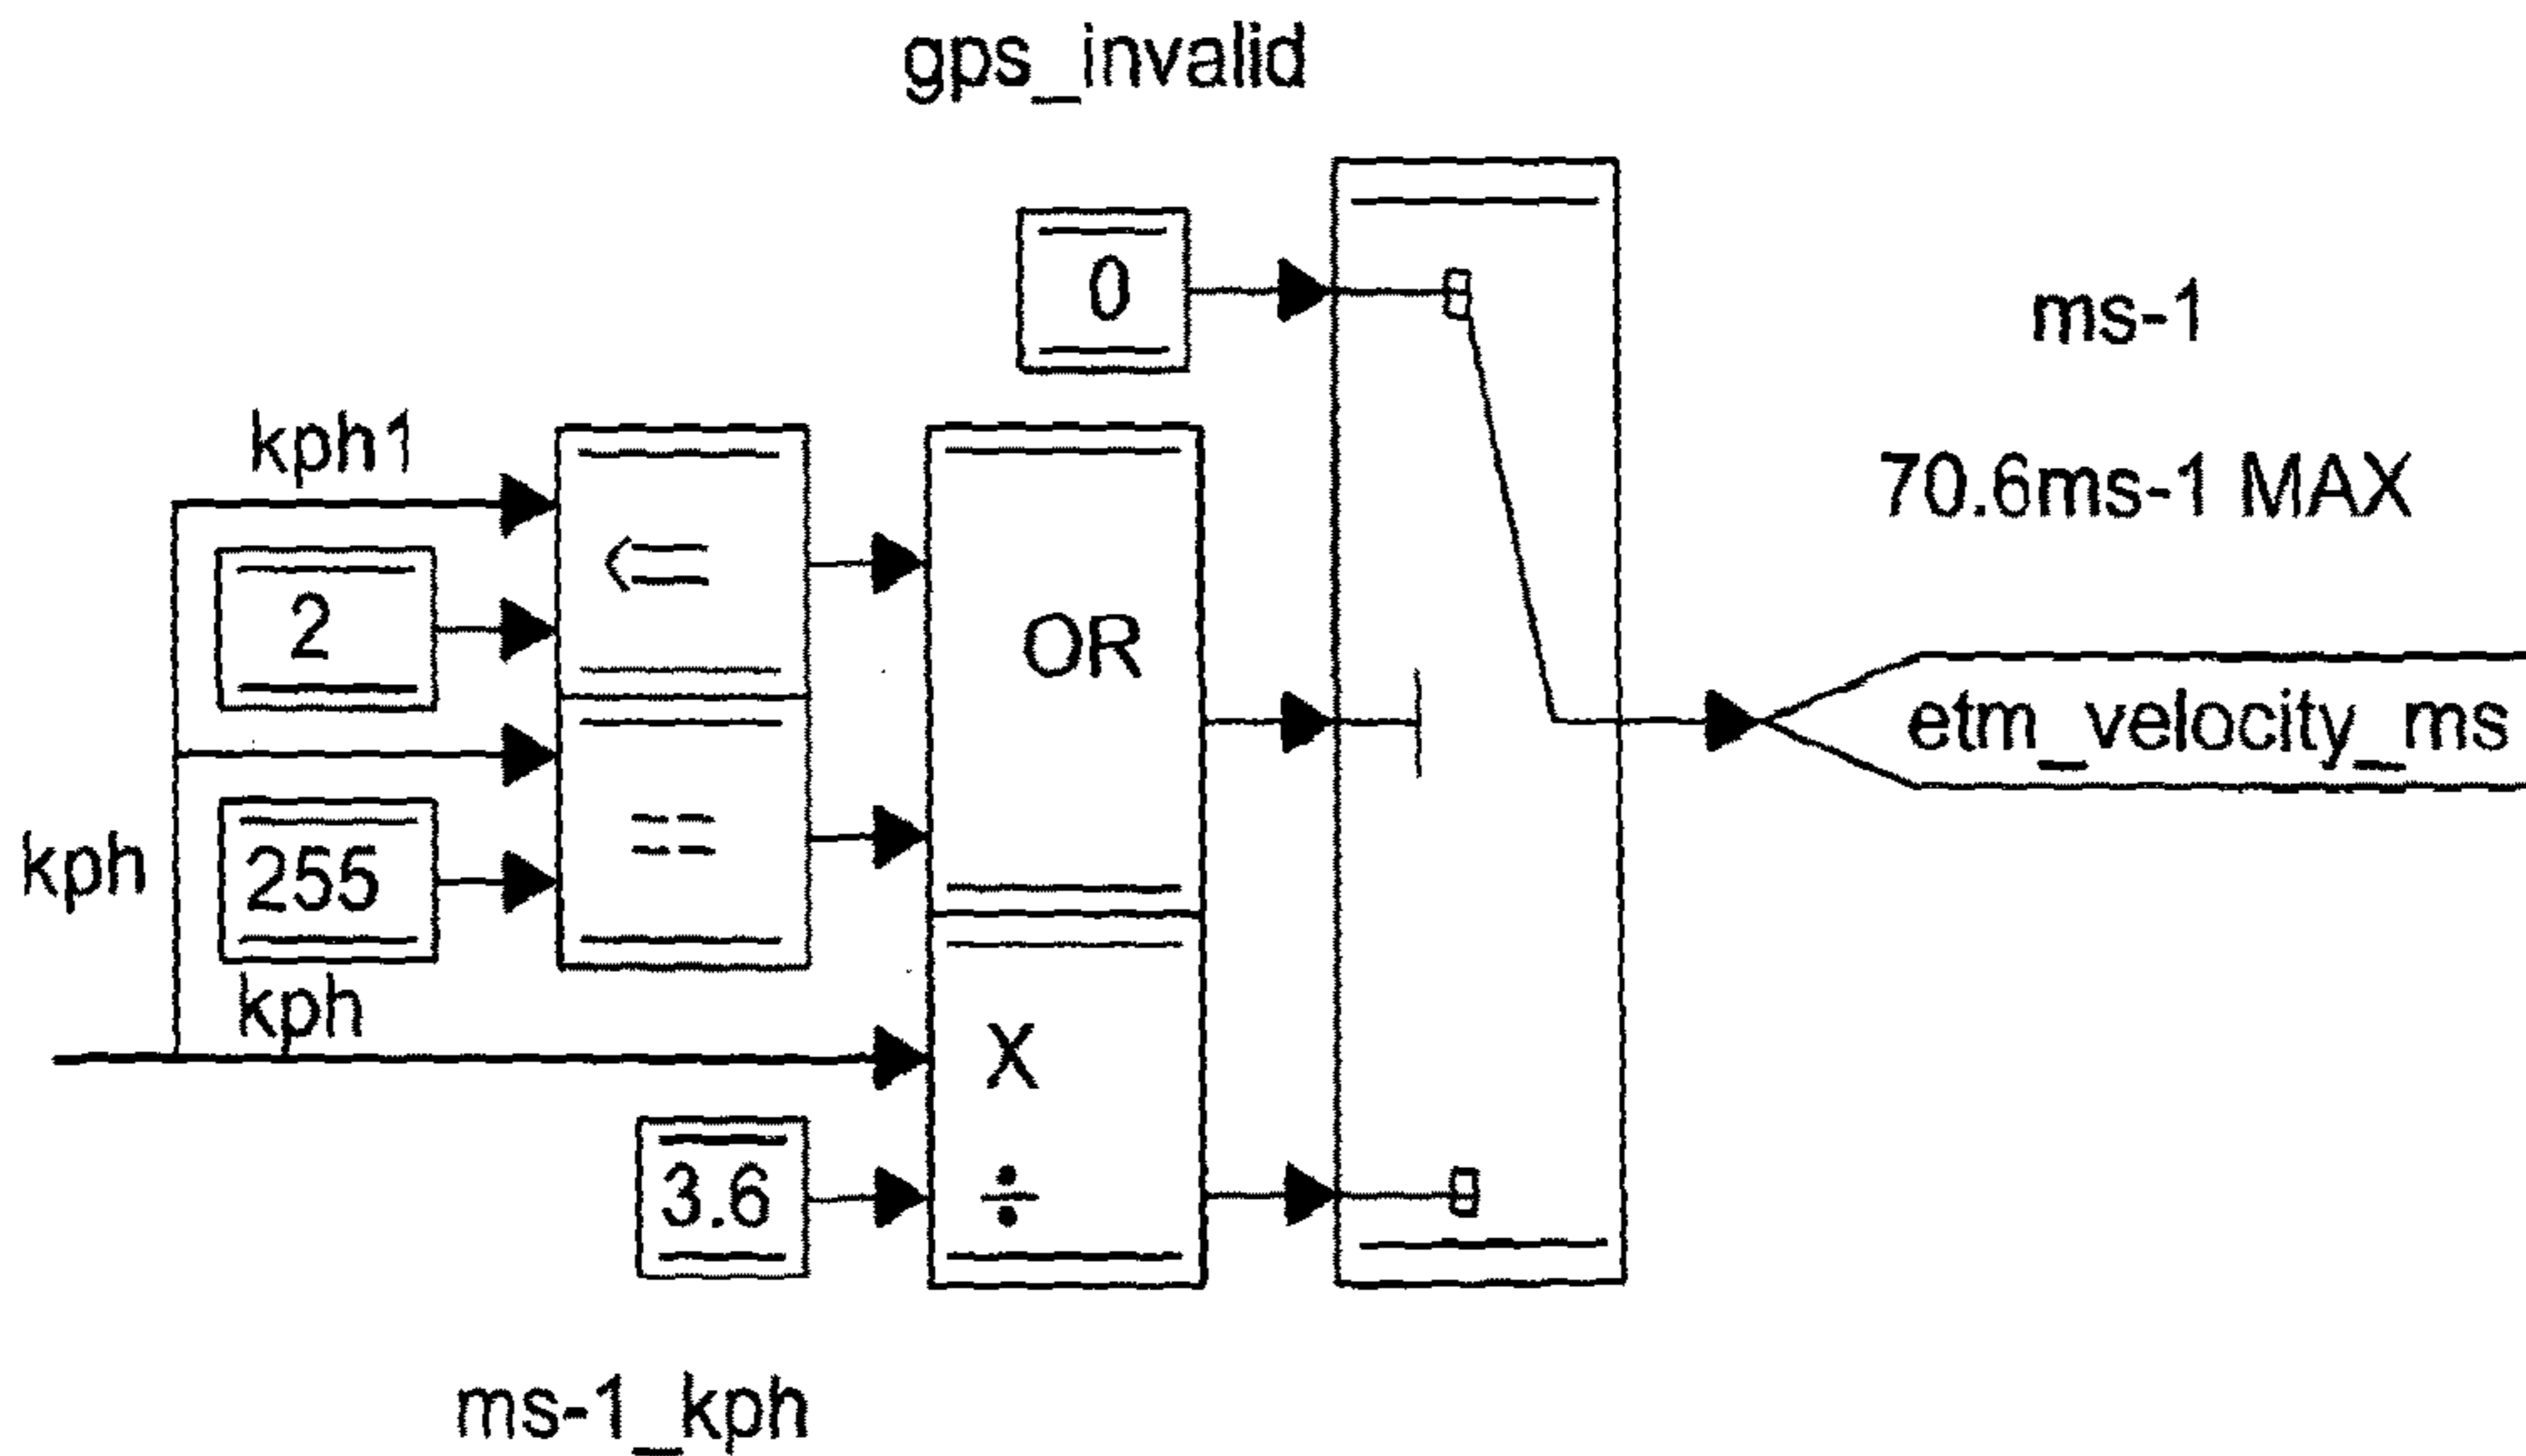 gps_invalid
0
ms-1
kph1
70.6ms-1 MAX
<=
2
OR
etm_velocity_ms
==
kph
255
kph
X
3.6
÷
ms-1_kph